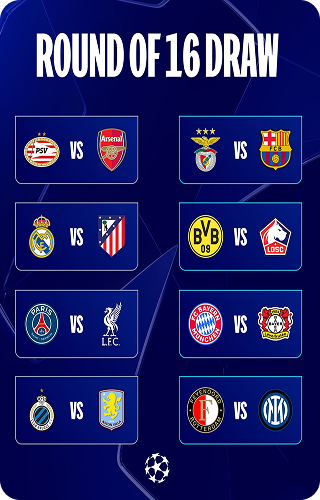 ROUND OF 16 DRAW
PSV VS Arsenal
VS
VS
BVB 09 VS LOSC
PARIS VS L.F.C.
FC BAYERN MÜNCHEN VS
VS
FEYENOORD ROTTERDAM VS